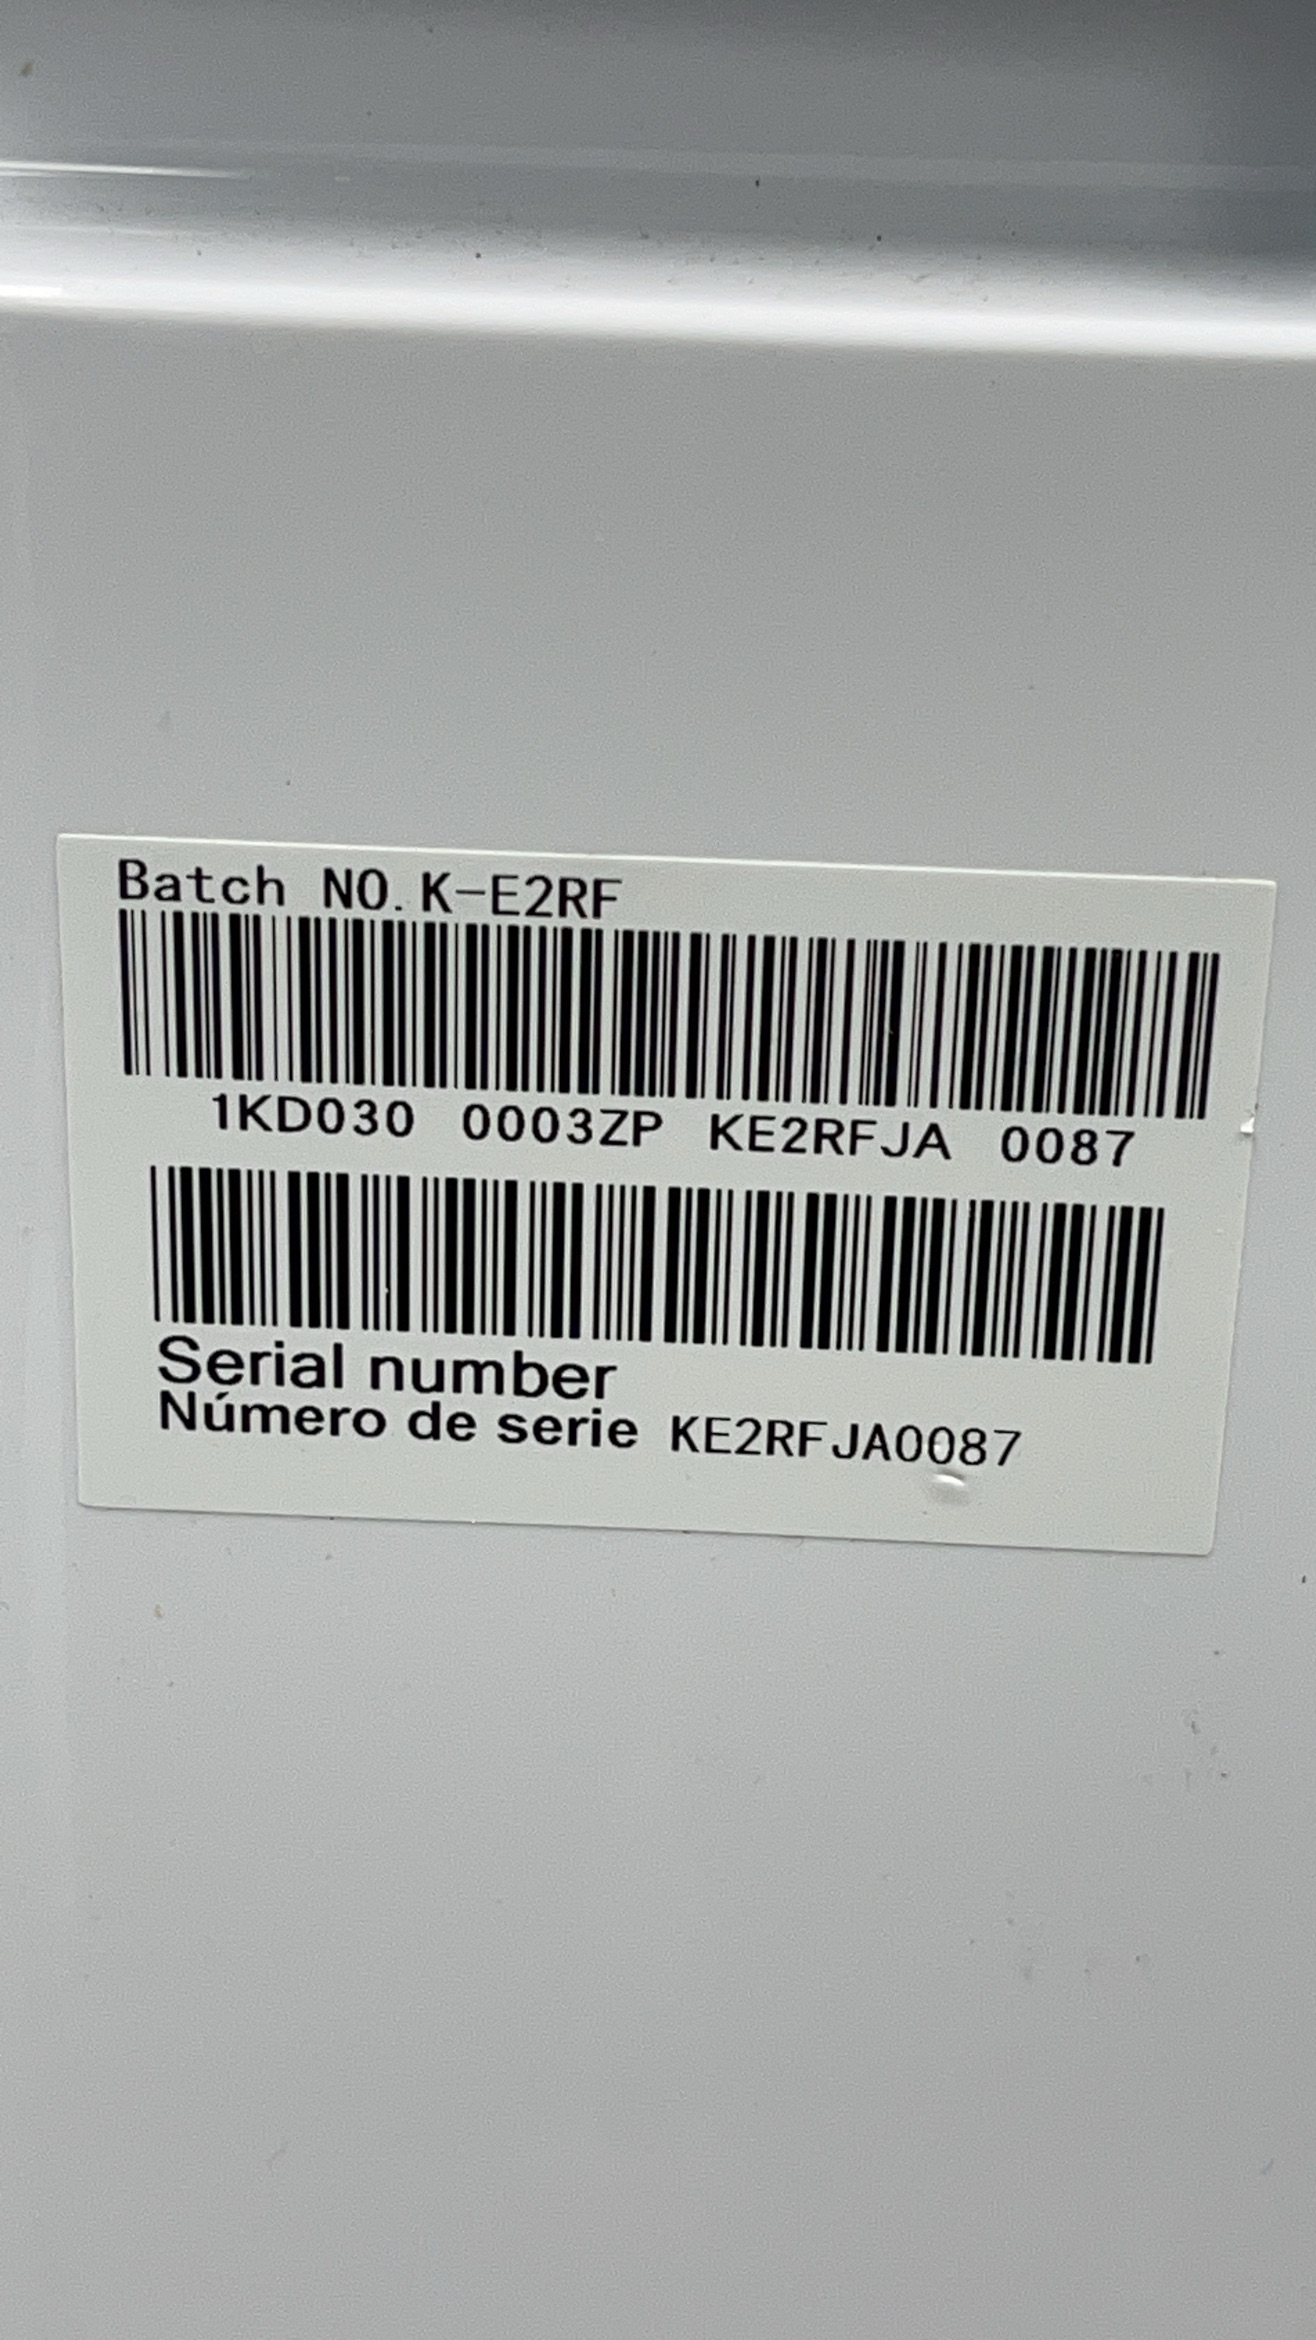 Batch NO. K-E2RF
1KD030 0003ZP KE2RFJA 0087
Serial number
Número de serie KE2RFJA0087